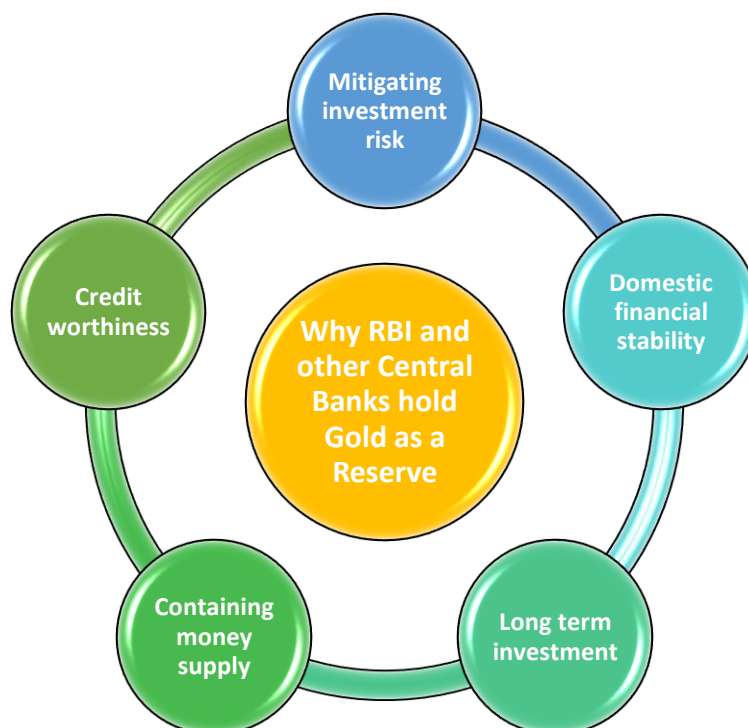 Mitigating
investment
risk
Domestic
financial
stability
Long term
investment
Containing
money
supply
Credit
worthiness
Why RBI and
other Central
Banks hold
Gold as a
Reserve